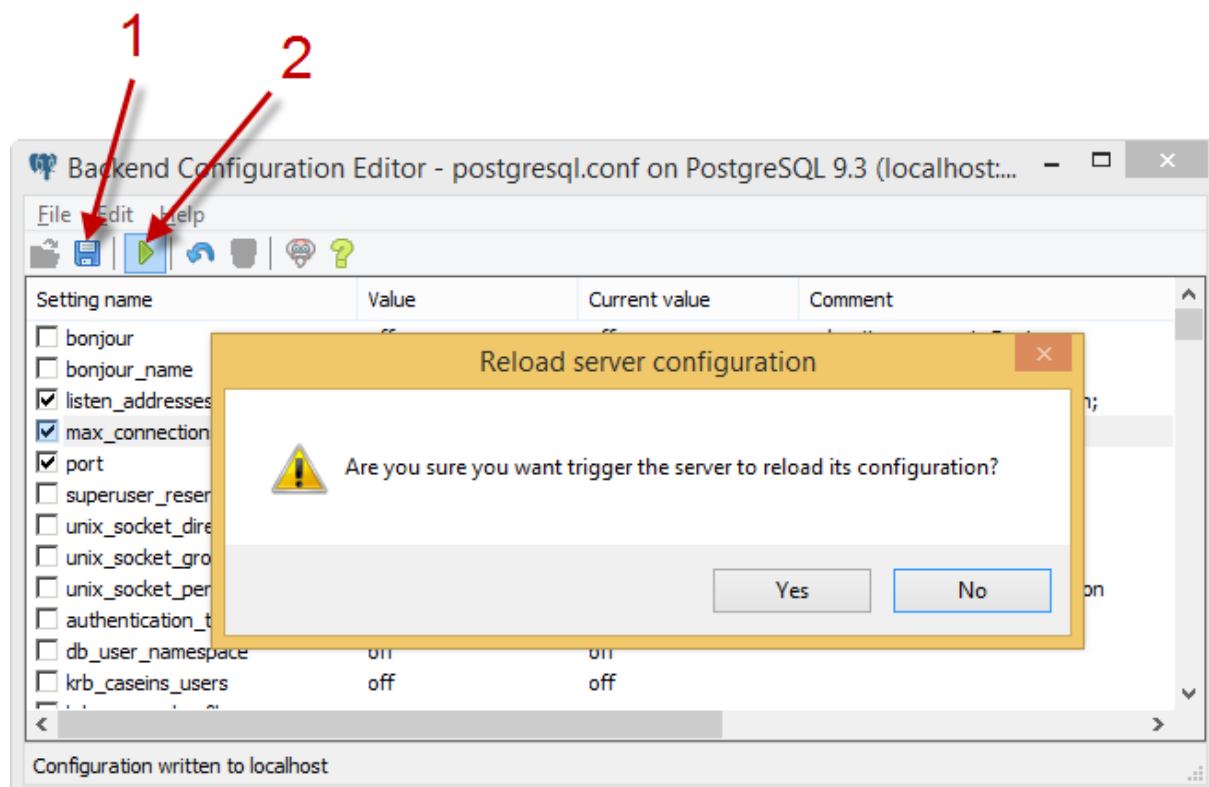 1
2
Backend Configuration Editor - postgresql.conf on PostgreSQL 9.3 (localhost:...
File Edit Help
Setting name Value Current value Comment
bonjour
bonjour_name
Reload server configuration
listen_addresses
max_connection
port
Are you sure you want trigger the server to reload its configuration?
superuser_reser
unix_socket_dire
unix_socket_gro
unix_socket_per
Yes No
on
authentication_t
db_user_namespace off off
krb_caseins_users off off
Configuration written to localhost